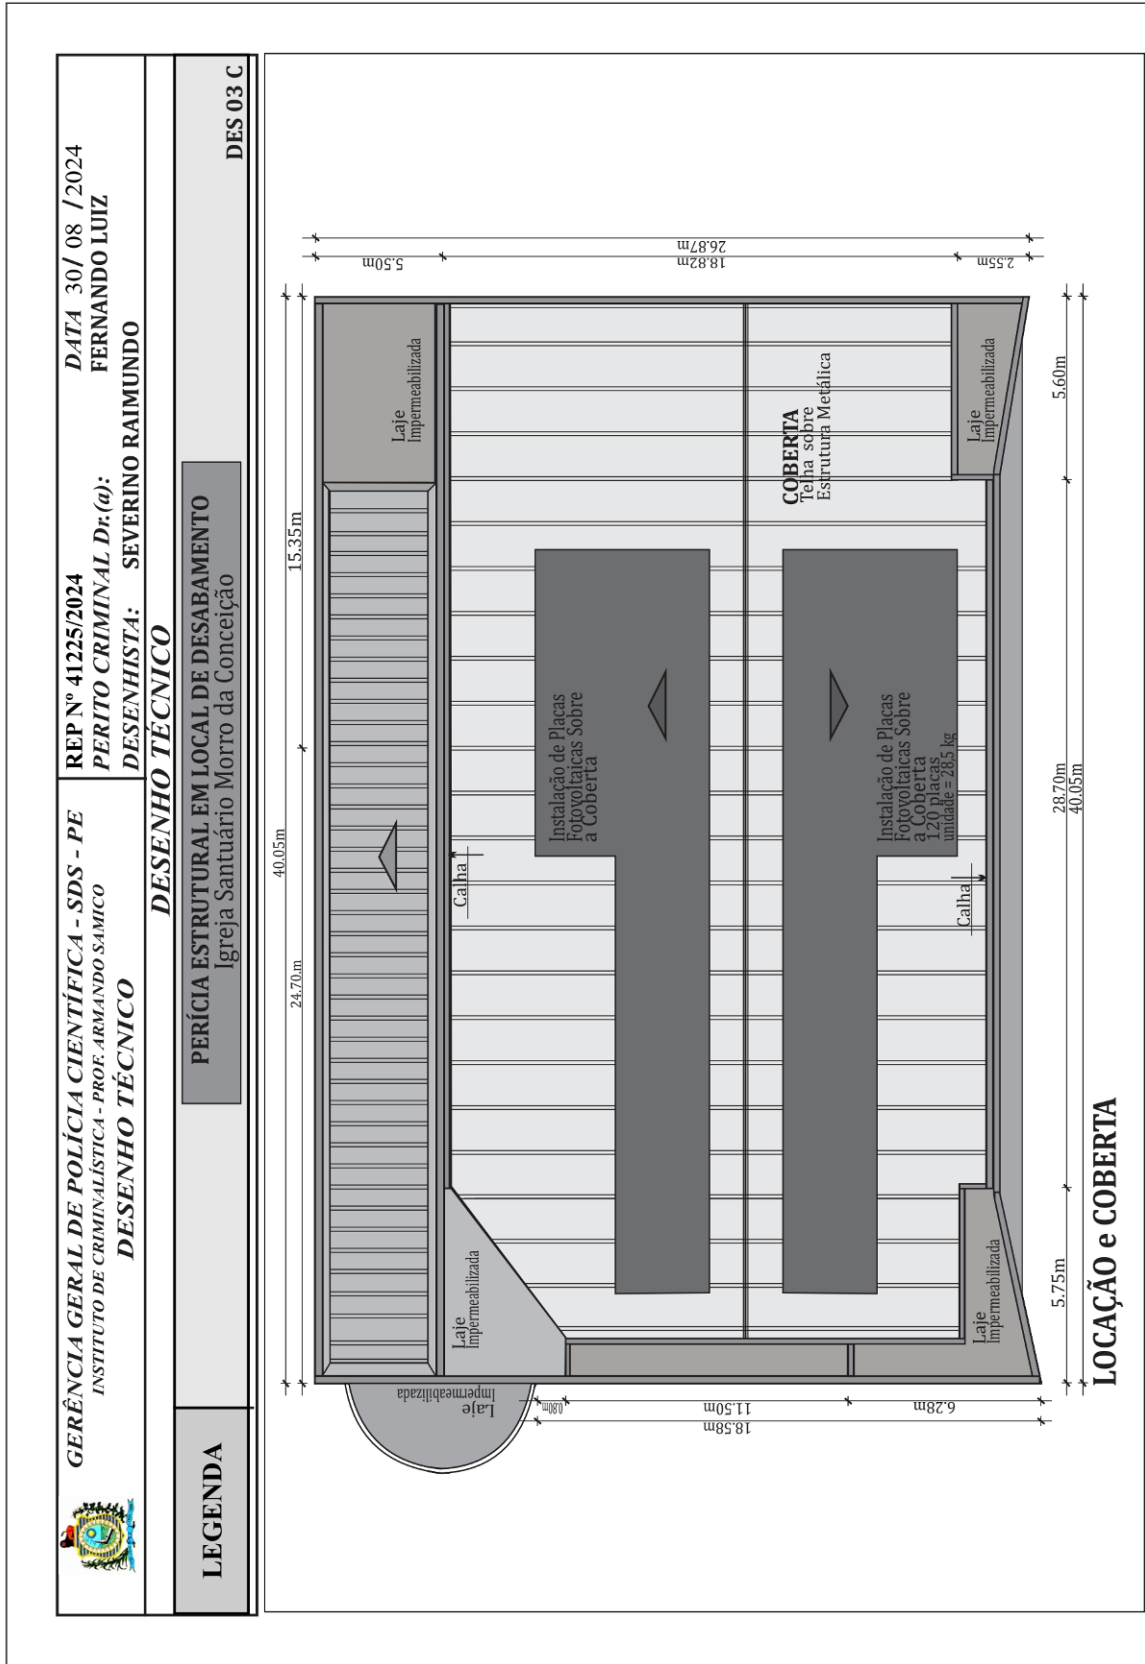 GERÊNCIA GERAL DE POLÍCIA CIENTÍFICA - SDS - PE
INSTITUTO DE CRIMINALÍSTICA - PROF. ARMANDO SAMICO
DESENHO TÉCNICO
REP Nº 41225/2024
DATA 30/ 08 /2024
PERITO CRIMINAL Dr.(a):
FERNANDO LUIZ
DESENHISTA: SEVERINO RAIMUNDO
DESENHO TÉCNICO
LEGENDA
PERÍCIA ESTRUTURAL EM LOCAL DE DESABAMENTO
Igreja Santuário Morro da Conceição
DES 03 C
40.05m
24.70.m
15.35m
Laje
Impermeabilizada
5.50m
18.82m
26.87m
2.55m
Calha
Laje
Impermeabilizada
Laje
Impermeabilizada
Instalação de Placas
Fotovoltaicas Sobre
a Coberta
COBERTA
Telha sobre
Estrutura Metálica
Instalação de Placas
Fotovoltaicas Sobre
a Coberta
120 placas
unidade = 28,5 kg
Calha
0.80m
11.50m
18.58m
6.28m
Laje
Impermeabilizada
Laje
Impermeabilizada
5.75m
28.70m
5.60m
40.05m
LOCAÇÃO e COBERTA